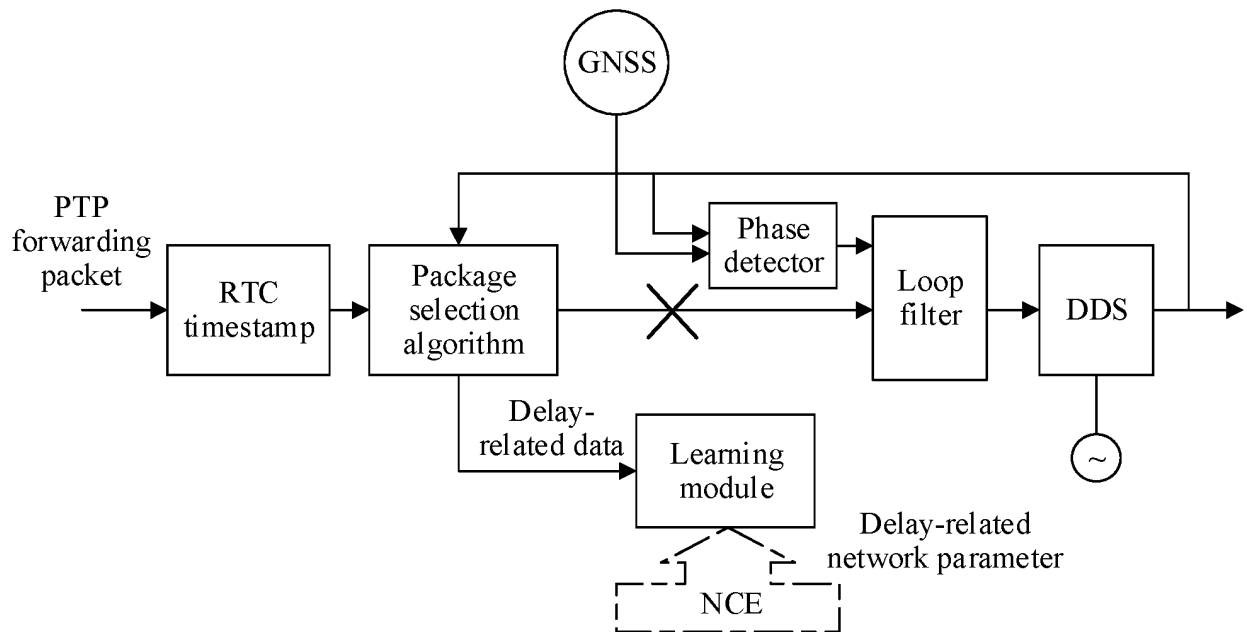 GNSS
PTP
forwarding
packet
RTC
timestamp
Package
selection
algorithm
Phase
detector
Loop
filter
DDS
Delay-
related data
Learning
module
~
Delay-related
network parameter
NCE